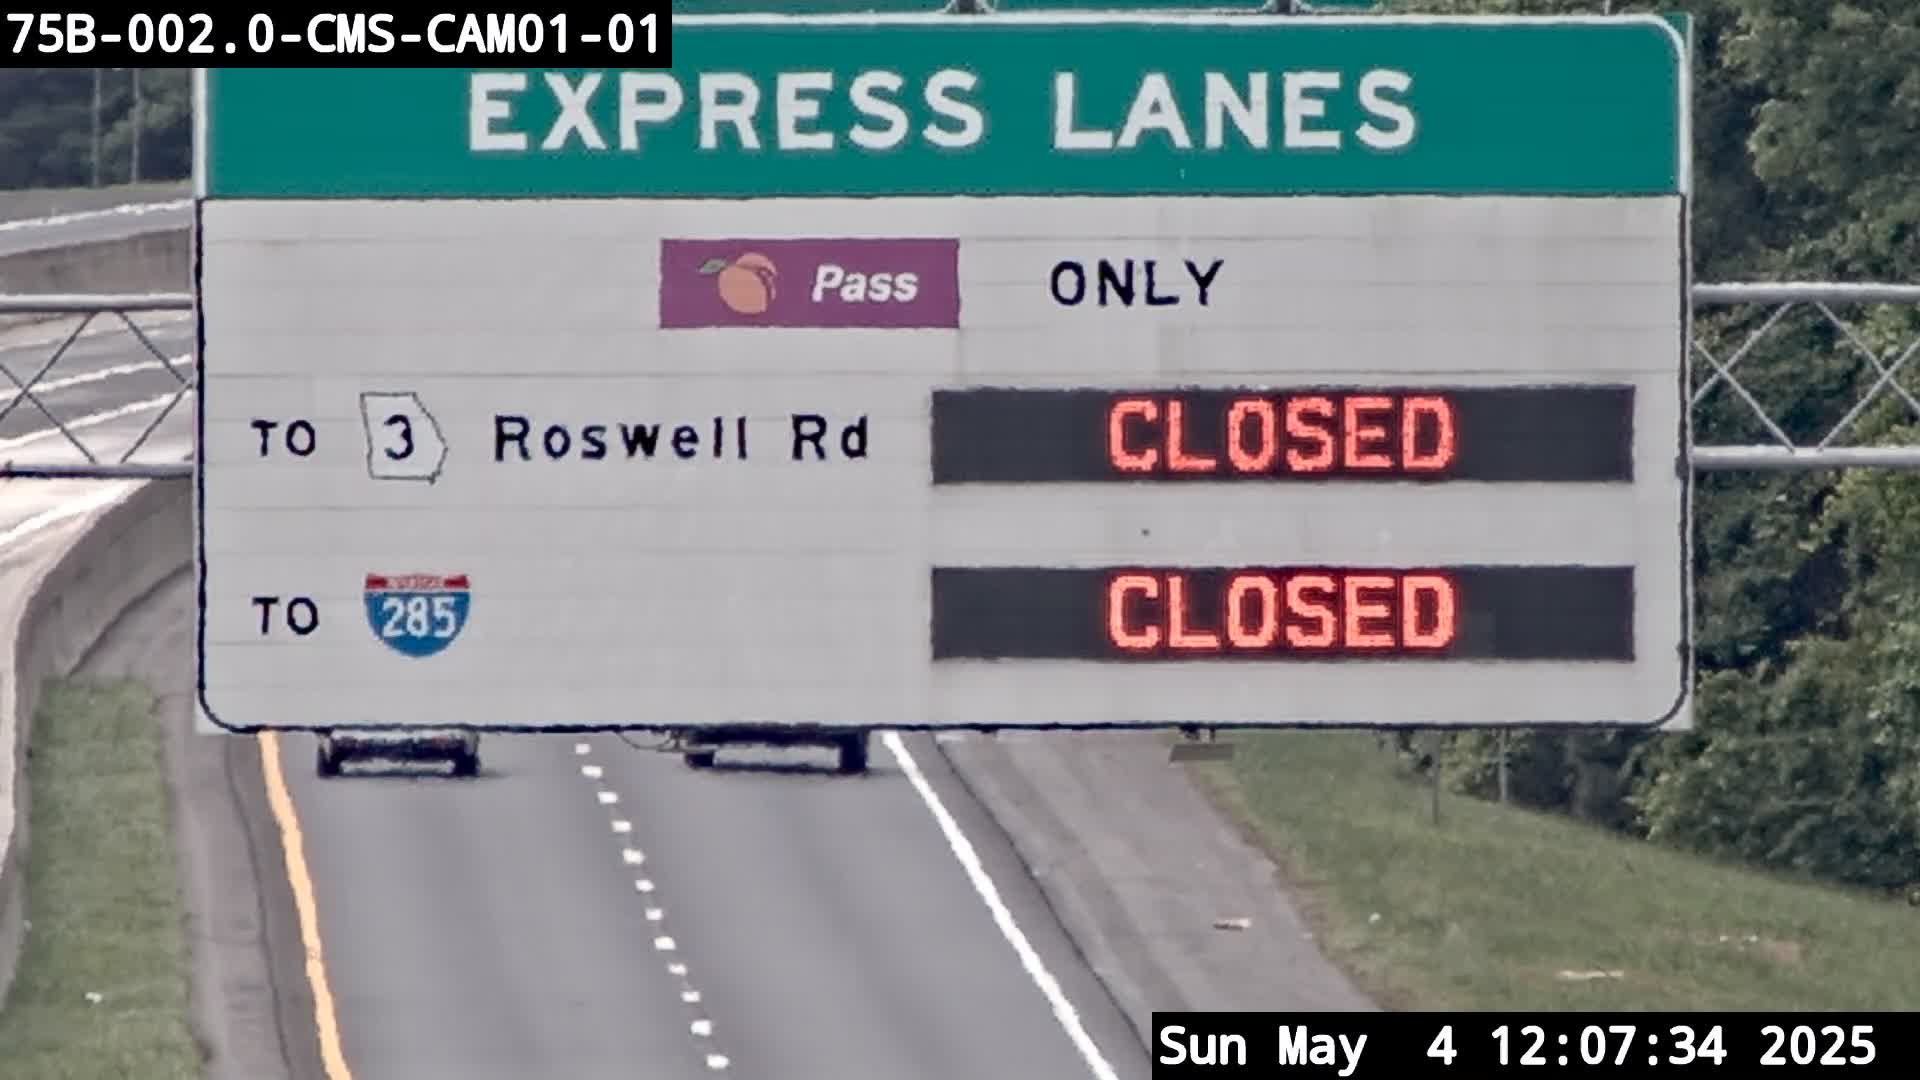 75B-002.0-CMS-CAM01-01
EXPRESS LANES
Pass ONLY
TO 3 Roswell Rd CLOSED
TO 285 CLOSED
Sun May 4 12:07:34 2025